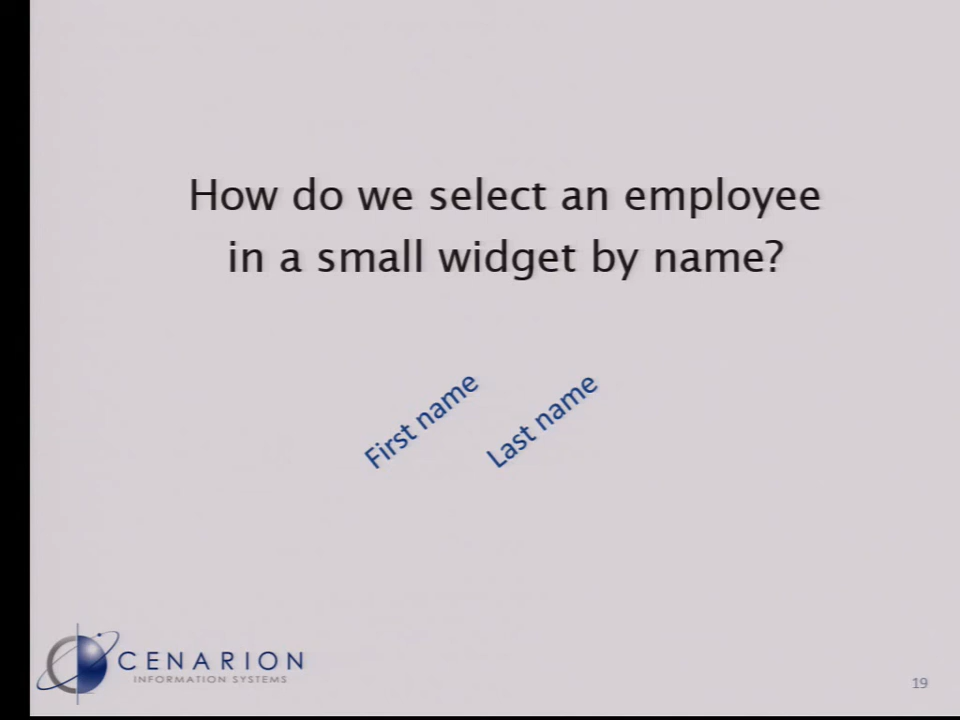 How do we select an employee
in a small widget by name?
First name
Last name
CENARION
INFORMATION SYSTEMS
19